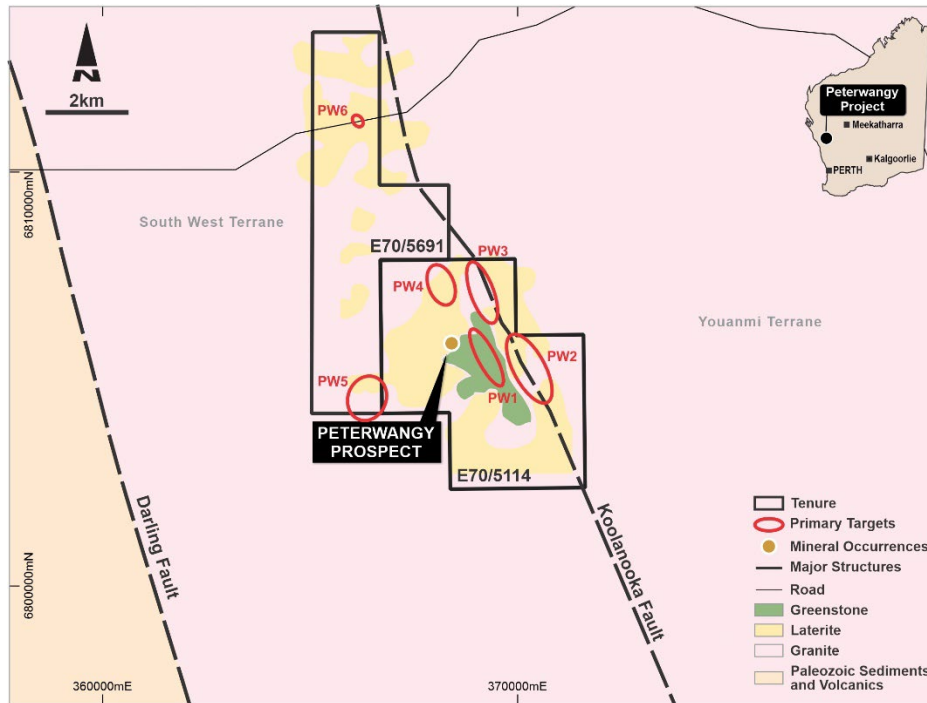 N
2km
PW6
Peterwangy
Project
Meekatharra
Kalgoorlie
PERTH
6810000mN
South West Terrane
E70/5691
PW3
PW4
Youanmi Terrane
PW2
PW5
PW1
PETERWANGY
PROSPECT
E70/5114
Darling Fault
Koolanooka Fault
6800000mN
Tenure
Primary Targets
Mineral Occurrences
Major Structures
Road
Greenstone
Laterite
Granite
Paleozoic Sediments
and Volcanics
360000mE
370000mE